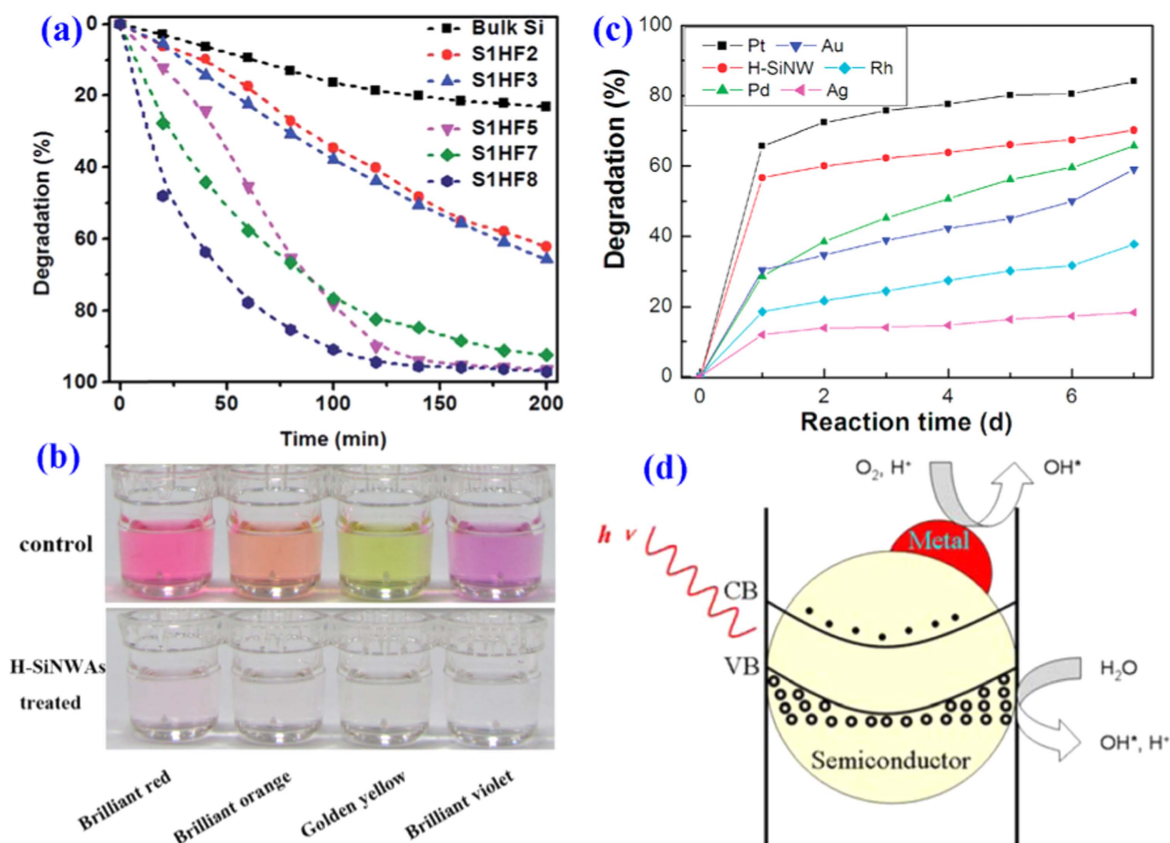 (a)
Bulk Si
S1HF2
S1HF3
S1HF5
S1HF7
S1HF8
Degradation (%)
0
20
40
60
80
100
0 50 100 150 200
Time (min)
(b)
control
H-SiNWAs
treated
Brilliant red
Brilliant orange
Golden yellow
Brilliant violet
(c)
Pt Au
H-SiNW Rh
Pd Ag
Degradation (%)
100
80
60
40
20
0
0 2 4 6
Reaction time (d)
(d)
O₂, H⁺ OH*
Metal
h ν
CB
VB
H₂O
OH*, H⁺
Semiconductor